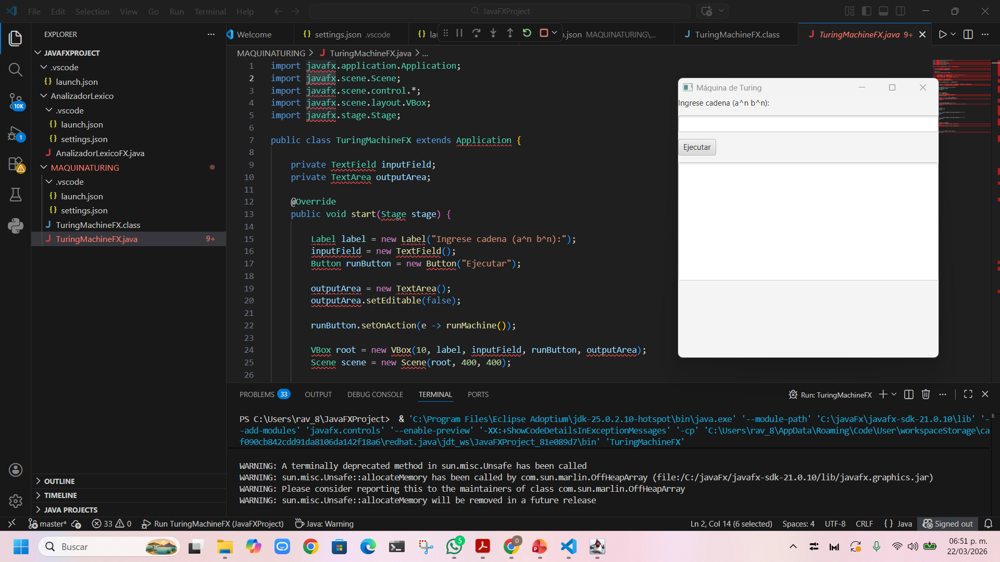 File Edit Selection View Go Run Terminal Help
JavaFXProject
EXPLORER
JAVAFXPROJECT
.vscode
launch.json
AnalizadorLexico
.vscode
launch.json
settings.json
AnalizadorLexicoFX.java
MAQUINATURING
.vscode
launch.json
settings.json
TuringMachineFX.class
TuringMachineFX.java 9+
OUTLINE
TIMELINE
JAVA PROJECTS
10K
1
Welcome
settings.json .vscode
MAQUINATURING\...
TuringMachineFX.class
TuringMachineFX.java 9+
MAQUINATURING > TuringMachineFX.java > ...
1 import javafx.application.Application;
2 import javafx.scene.Scene;
3 import javafx.scene.control.*;
4 import javafx.scene.layout.VBox;
5 import javafx.stage.Stage;
6
7 public class TuringMachineFX extends Application {
8
9 private TextField inputField;
10 private TextArea outputArea;
11
12 @Override
13 public void start(Stage stage) {
14
15 Label label = new Label("Ingrese cadena (a^n b^n):");
16 inputField = new TextField();
17 Button runButton = new Button("Ejecutar");
18
19 outputArea = new TextArea();
20 outputArea.setEditable(false);
21
22 runButton.setOnAction(e -> runMachine());
23
24 VBox root = new VBox(10, label, inputField, runButton, outputArea);
25 Scene scene = new Scene(root, 400, 400);
26
Máquina de Turing
Ingrese cadena (a^n b^n):
Ejecutar
PROBLEMS 33 OUTPUT DEBUG CONSOLE TERMINAL PORTS
Run: TuringMachineFX
PS C:\Users\rav_8\JavaFXProject> & 'C:\Program Files\Eclipse Adoptium\jdk-25.0.2.10-hotspot\bin\java.exe' '--module-path' 'C:\javaFx\javafx-sdk-21.0.10\lib' '-
-add-modules' 'javafx.controls' '--enable-preview' '-XX:+ShowCodeDetailsInExceptionMessages' '-cp' 'C:\Users\rav_8\AppData\Roaming\Code\User\workspaceStorage\ca
f090cb842cdd91da8106da142f18a6\redhat.java\jdt_ws\JavaFXProject_81e089d7\bin' 'TuringMachineFX'
WARNING: A terminally deprecated method in sun.misc.Unsafe has been called
WARNING: sun.misc.Unsafe::allocateMemory has been called by com.sun.marlin.OffHeapArray (file:/C:/javaFx/javafx-sdk-21.0.10/lib/javafx.graphics.jar)
WARNING: Please consider reporting this to the maintainers of class com.sun.marlin.OffHeapArray
WARNING: sun.misc.Unsafe::allocateMemory will be removed in a future release
master* 33 0 Run TuringMachineFX (JavaFXProject) Java: Warning
Ln 2, Col 14 (6 selected) Spaces: 4 UTF-8 CRLF { } Java Signed out
Buscar
5
D
06:51 p. m.
22/03/2026